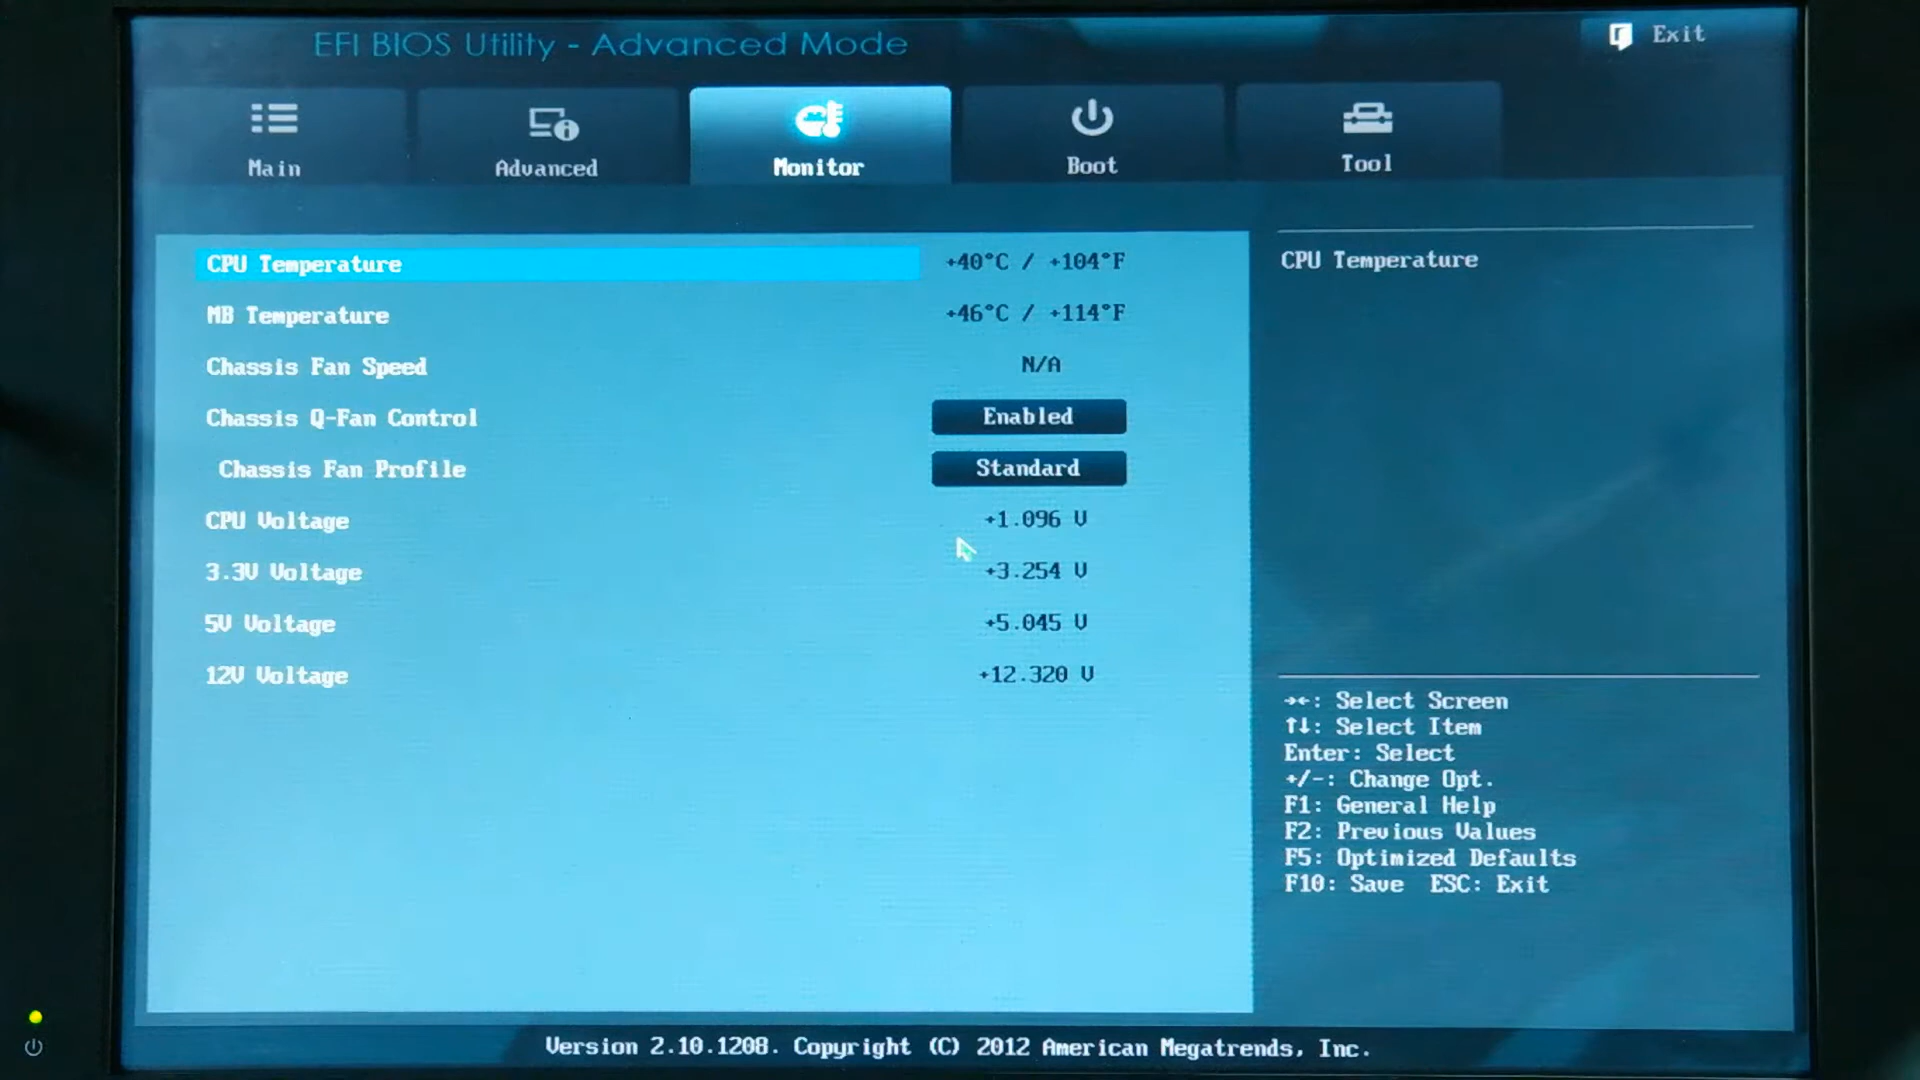 EFI BIOS Utility - Advanced Mode
Exit
Main
Advanced
Monitor
Boot
Tool
CPU Temperature +40°C / +104°F
MB Temperature +46°C / +114°F
Chassis Fan Speed N/A
Chassis Q-Fan Control Enabled
Chassis Fan Profile Standard
CPU Voltage +1.096 V
3.3V Voltage +3.254 V
5V Voltage +5.045 V
12V Voltage +12.320 V
CPU Temperature
→←: Select Screen
↑↓: Select Item
Enter: Select
+/-: Change Opt.
F1: General Help
F2: Previous Values
F5: Optimized Defaults
F10: Save ESC: Exit
Version 2.10.1208. Copyright (C) 2012 American Megatrends, Inc.